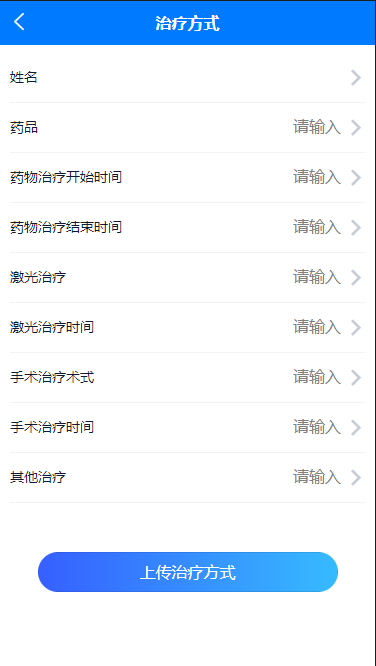 治疗方式
姓名
药品 请输入
药物治疗开始时间 请输入
药物治疗结束时间 请输入
激光治疗 请输入
激光治疗时间 请输入
手术治疗术式 请输入
手术治疗时间 请输入
其他治疗 请输入
上传治疗方式